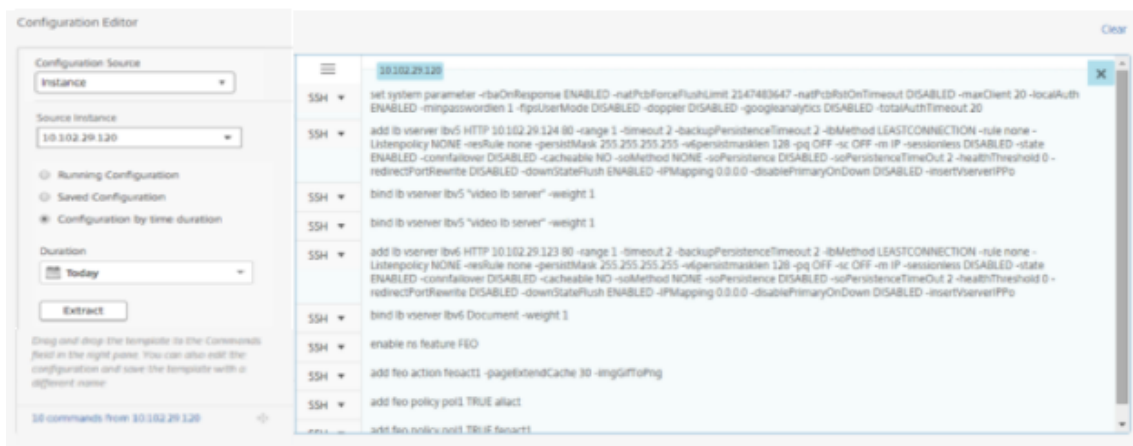 Configuration Editor
Clear
Configuration Source
Instance
Source Instance
10.102.29.120
Running Configuration
Saved Configuration
Configuration by time duration
Duration
Today
Extract
Drag and drop the template to the Commands
field in the right pane. You can also edit the
configuration and save the template with a
different name
10 commands from 10.102.29.120
10.102.29.120
SSH
set system parameter -rbaOnResponse ENABLED -natPcbForceFlushLimit 2147483647 -natPcbRstOnTimeout DISABLED -maxClient 20 -localAuth
ENABLED -minpasswordlen 1 -fipsUserMode DISABLED -doppler DISABLED -googleanalytics DISABLED -totalAuthTimeout 20
SSH
add lb vserver lbv5 HTTP 10.102.29.124 80 -range 1 -timeout 2 -backupPersistenceTimeout 2 -lbMethod LEASTCONNECTION -rule none -
Listenpolicy NONE -resRule none -persistMask 255.255.255.255 -v6persistmasklen 128 -pq OFF -sc OFF -m IP -sessionless DISABLED -state
ENABLED -connfailover DISABLED -cacheable NO -soMethod NONE -soPersistence DISABLED -soPersistenceTimeOut 2 -healthThreshold 0 -
redirectPortRewrite DISABLED -downStateFlush ENABLED -IPMapping 0.0.0.0 -disablePrimaryOnDown DISABLED -insertVserverIPPo
SSH
bind lb vserver lbv5 "video lb server" -weight 1
SSH
bind lb vserver lbv5 "video lb server" -weight 1
SSH
add lb vserver lbv6 HTTP 10.102.29.123 80 -range 1 -timeout 2 -backupPersistenceTimeout 2 -lbMethod LEASTCONNECTION -rule none -
Listenpolicy NONE -resRule none -persistMask 255.255.255.255 -v6persistmasklen 128 -pq OFF -sc OFF -m IP -sessionless DISABLED -state
ENABLED -connfailover DISABLED -cacheable NO -soMethod NONE -soPersistence DISABLED -soPersistenceTimeOut 2 -healthThreshold 0 -
redirectPortRewrite DISABLED -downStateFlush ENABLED -IPMapping 0.0.0.0 -disablePrimaryOnDown DISABLED -insertVserverIPPo
SSH
bind lb vserver lbv6 Document -weight 1
SSH
enable ns feature FEO
SSH
add feo action feoact1 -pageExtendCache 30 -imgGifToPng
SSH
add feo policy pol1 TRUE allact
SSH
add feo policy pol1 TRUE feoact1